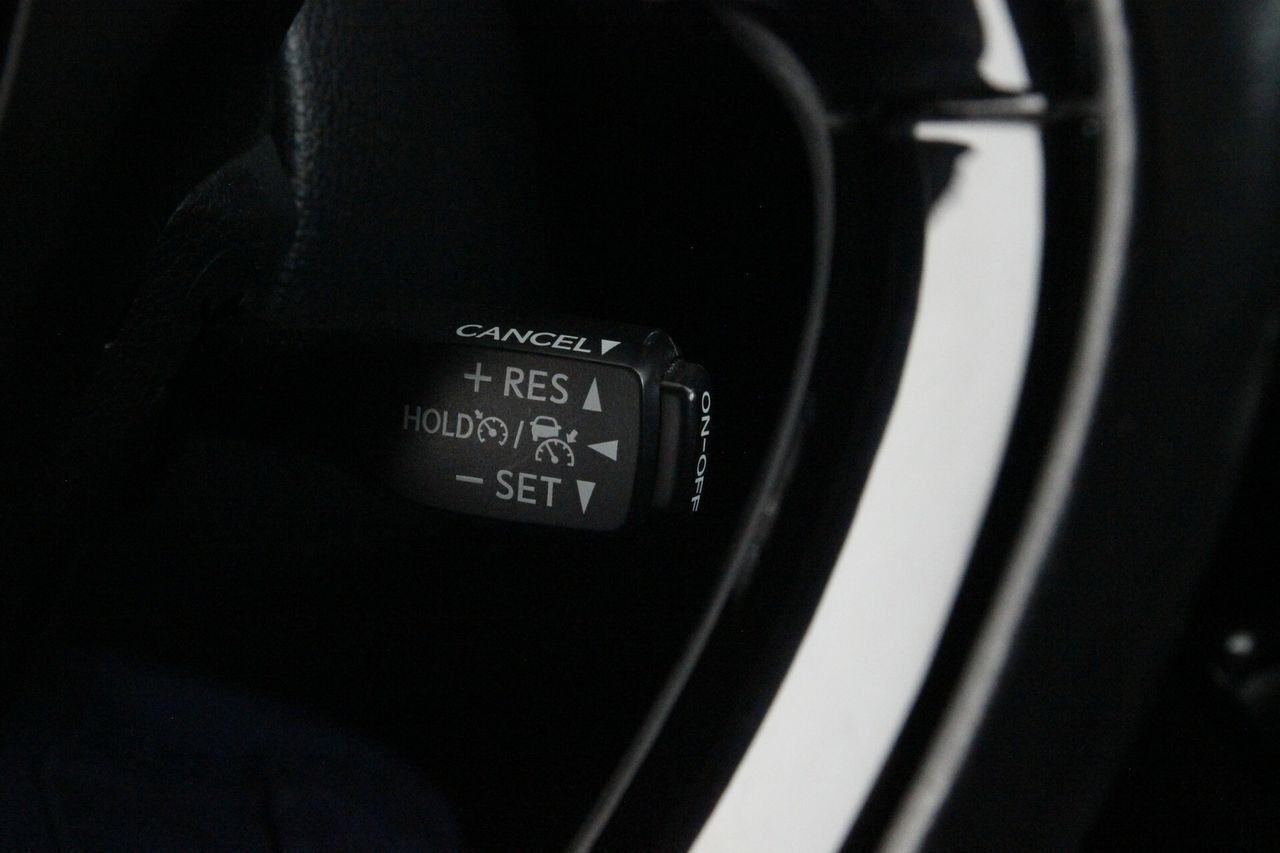 CANCEL▼
+ RES ▲
HOLD / ◀
− SET ▼
ON-OFF